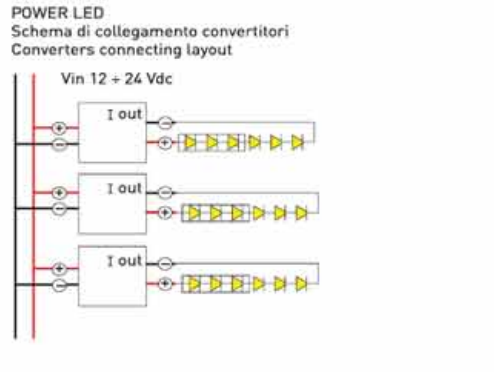 POWER LED
Schema di collegamento convertitori
Converters connecting layout
Vin 12 ÷ 24 Vdc
I out
I out
I out